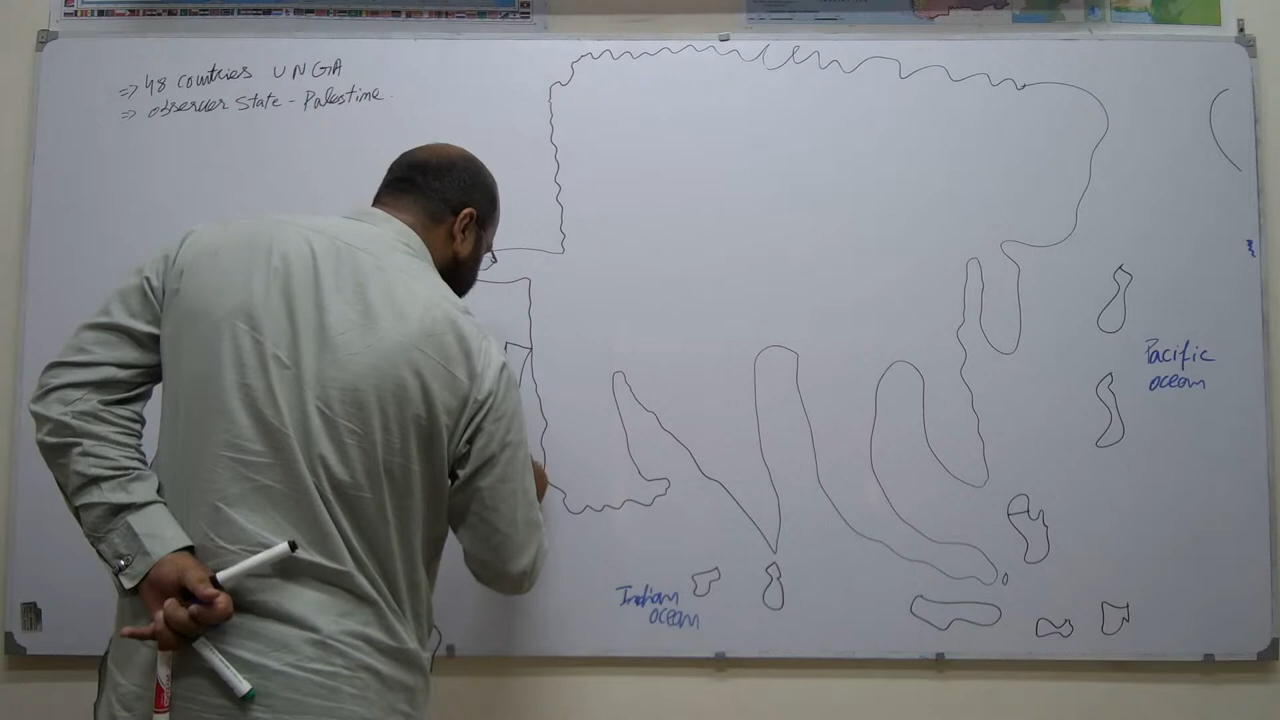 => 48 countries UNGA
=> observer State - Palestine.
Pacific
ocean
Indian
ocean